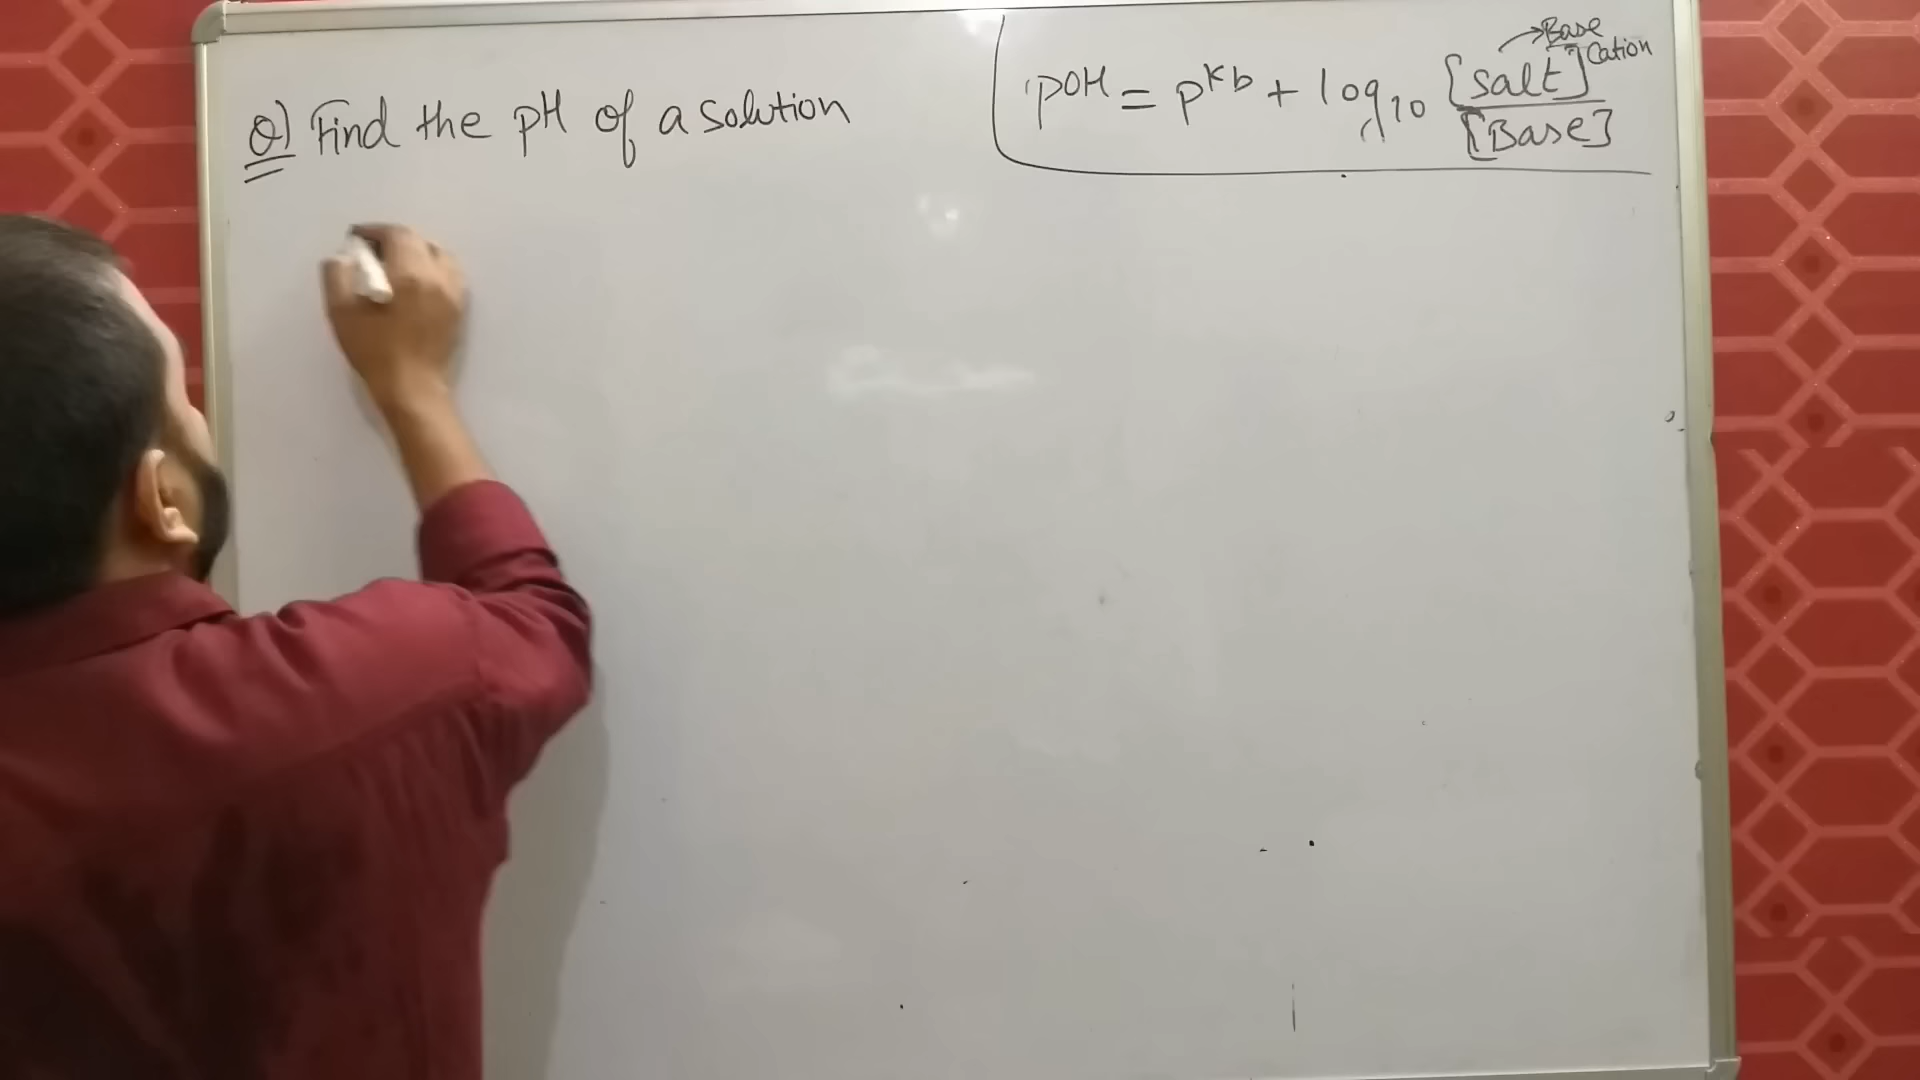 Q) Find the pH of a solution
pOH = pKb + log10 [Salt] / [Base]
→ Base
Cation